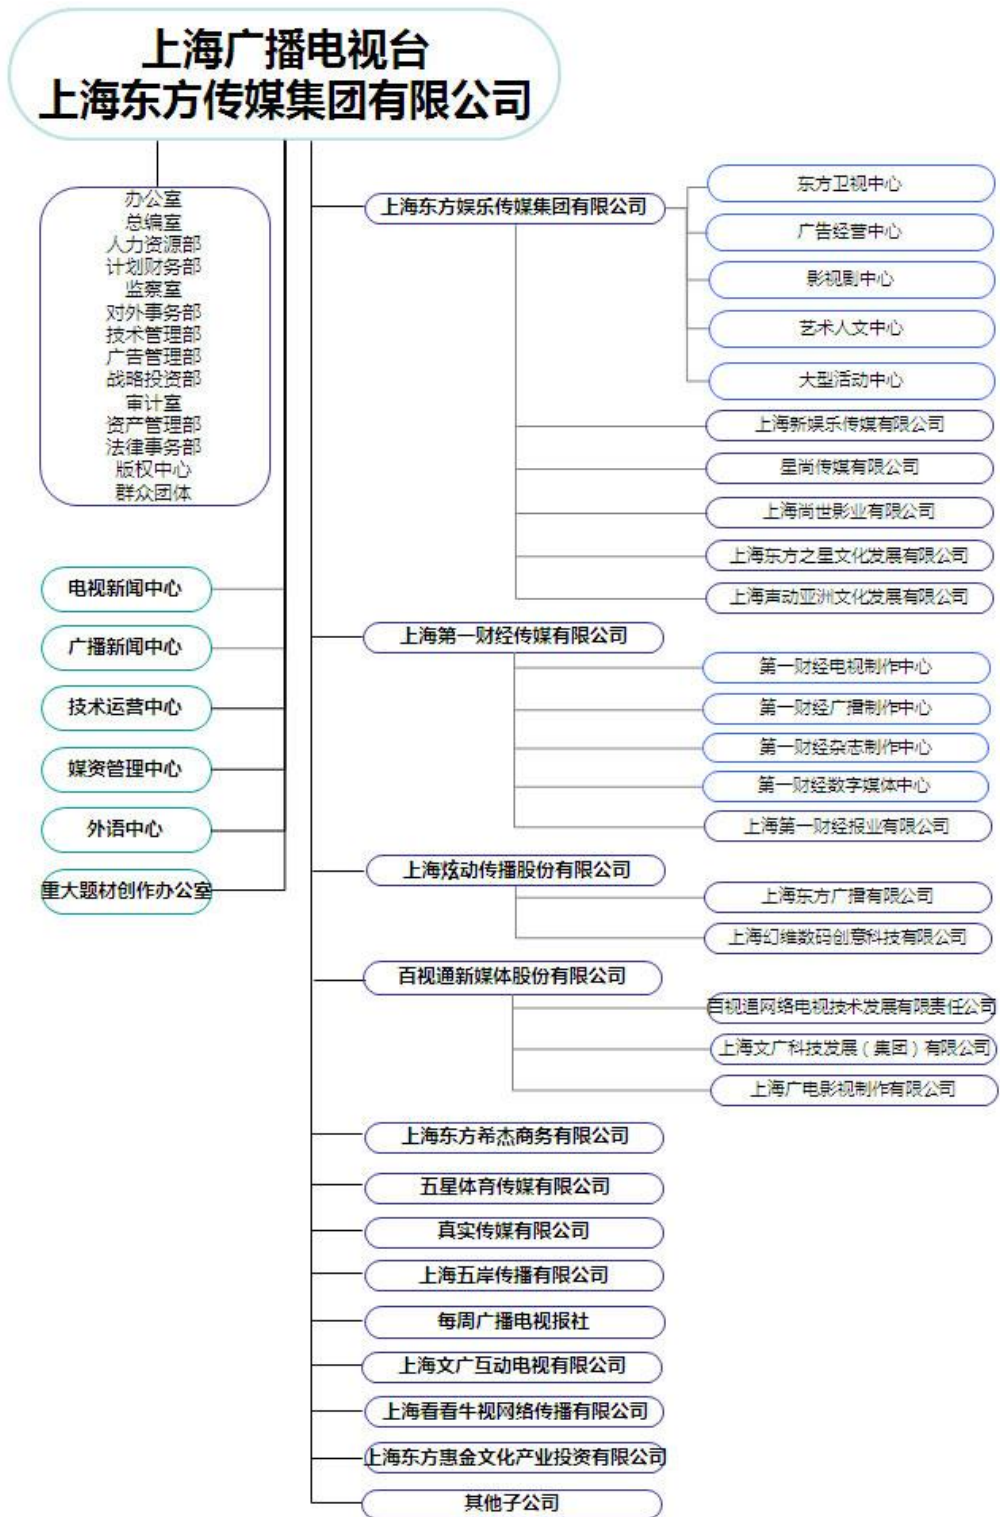 上海广播电视台
上海东方传媒集团有限公司
办公室
总编室
人力资源部
计划财务部
监察室
对外事务部
技术管理部
广告管理部
战略投资部
审计室
资产管理部
法律事务部
版权中心
群众团体
电视新闻中心
广播新闻中心
技术运营中心
媒资管理中心
外语中心
重大题材创作办公室
上海东方娱乐传媒集团有限公司
东方卫视中心
广告经营中心
影视剧中心
艺术人文中心
大型活动中心
上海新娱乐传媒有限公司
星尚传媒有限公司
上海尚世影业有限公司
上海东方之星文化发展有限公司
上海声动亚洲文化发展有限公司
上海第一财经传媒有限公司
第一财经电视制作中心
第一财经广播制作中心
第一财经杂志制作中心
第一财经数字媒体中心
上海第一财经报业有限公司
上海炫动传播股份有限公司
上海东方广播有限公司
上海幻维数码创意科技有限公司
百视通新媒体股份有限公司
百视通网络电视技术发展有限责任公司
上海文广科技发展（集团）有限公司
上海广电影视制作有限公司
上海东方希杰商务有限公司
五星体育传媒有限公司
真实传媒有限公司
上海五岸传播有限公司
每周广播电视报社
上海文广互动电视有限公司
上海看看牛视网络传播有限公司
上海东方惠金文化产业投资有限公司
其他子公司